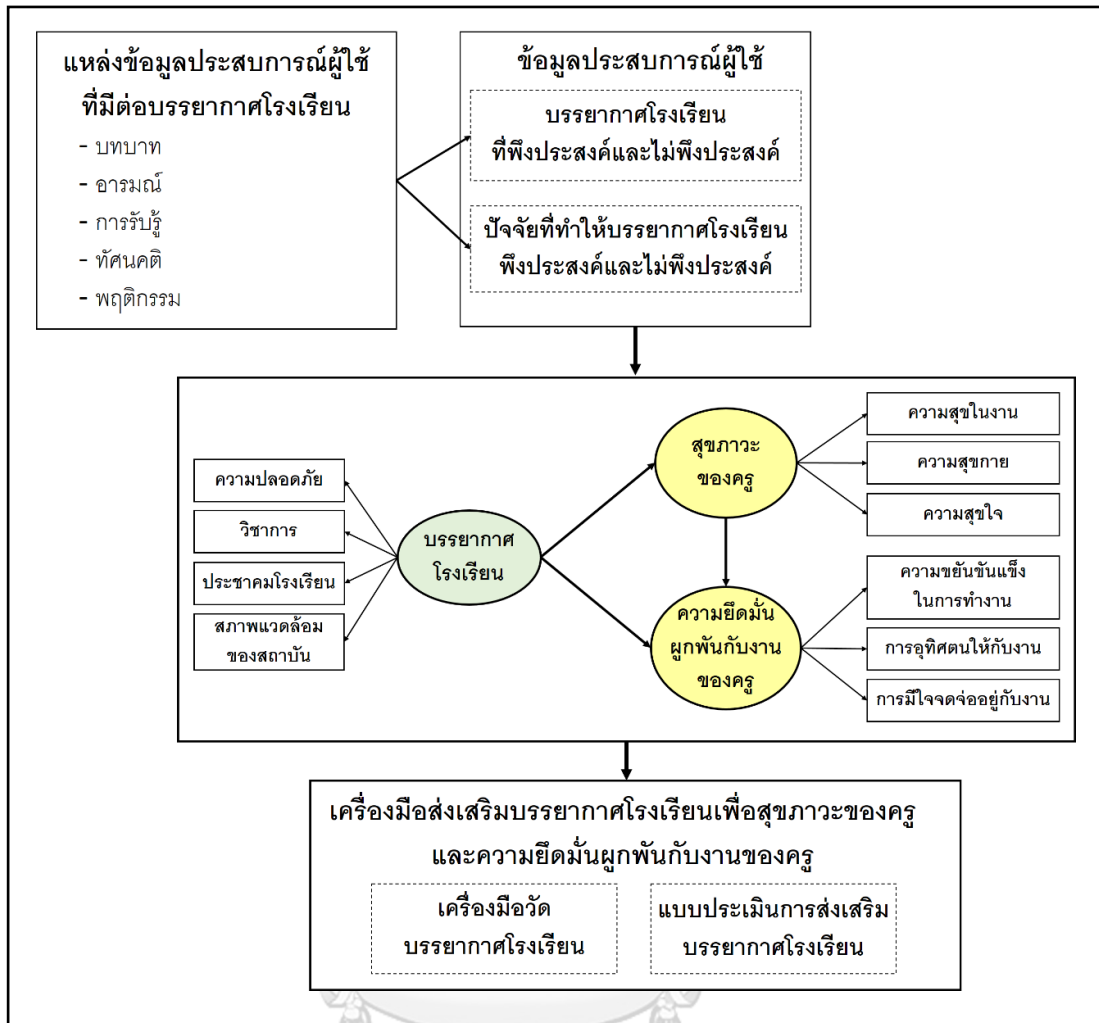 แหล่งข้อมูลประสบการณ์ผู้ใช้
ที่มีต่อบรรยากาศโรงเรียน
- บทบาท
- อารมณ์
- การรับรู้
- ทัศนคติ
- พฤติกรรม
ข้อมูลประสบการณ์ผู้ใช้
บรรยากาศโรงเรียน
ที่พึงประสงค์และไม่พึงประสงค์
ปัจจัยที่ทำให้บรรยากาศโรงเรียน
พึงประสงค์และไม่พึงประสงค์
ความปลอดภัย
วิชาการ
ประชาคมโรงเรียน
สภาพแวดล้อม
ของสถาบัน
บรรยากาศ
โรงเรียน
สุขภาวะ
ของครู
ความยึดมั่น
ผูกพันกับงาน
ของครู
ความสุขในงาน
ความสุขกาย
ความสุขใจ
ความขยันขันแข็ง
ในการทำงาน
การอุทิศตนให้กับงาน
การมีใจจดจ่ออยู่กับงาน
เครื่องมือส่งเสริมบรรยากาศโรงเรียนเพื่อสุขภาวะของครู
และความยึดมั่นผูกพันกับงานของครู
เครื่องมือวัด
บรรยากาศโรงเรียน
แบบประเมินการส่งเสริม
บรรยากาศโรงเรียน